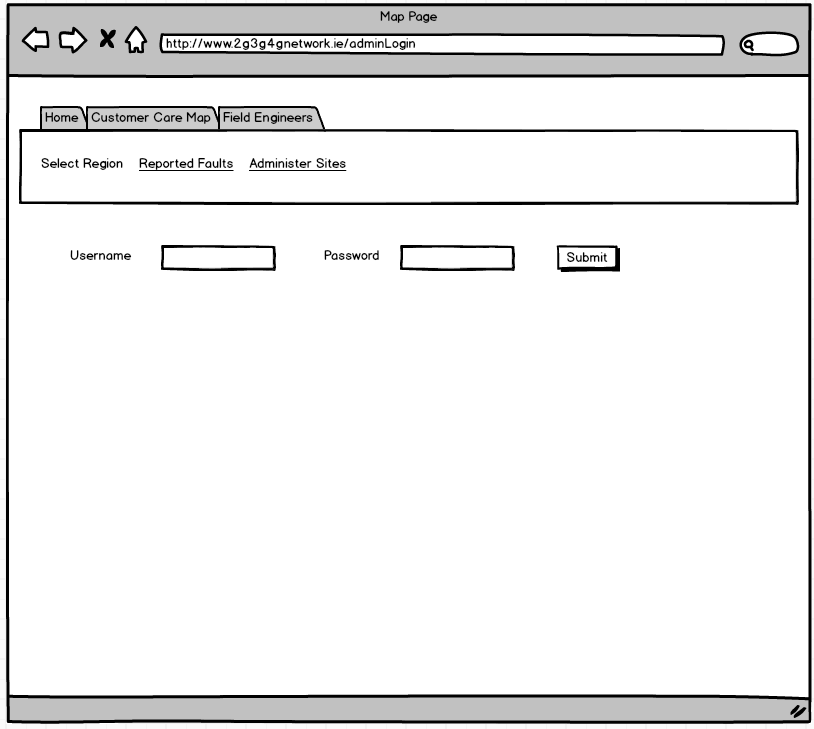 Map Page
http://www.2g3g4gnetwork.ie/adminLogin
Home Customer Care Map Field Engineers
Select Region Reported Faults Administer Sites
Username Password Submit